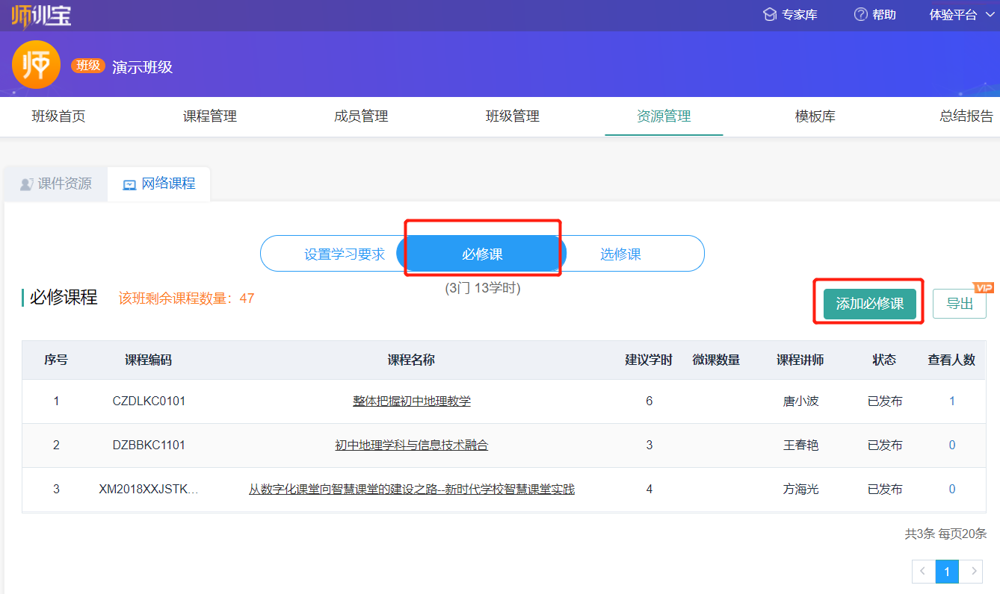 师训宝
专家库 帮助 体验平台
师 班级 演示班级
班级首页 课程管理 成员管理 班级管理 资源管理 模板库 总结报告
课件资源 网络课程
设置学习要求 必修课 选修课
(3门 13学时)
必修课程 该班剩余课程数量：47 添加必修课 导出 VIP
序号 课程编码 课程名称 建议学时 微课数量 课程讲师 状态 查看人数
1 CZDLKC0101 整体把握初中地理教学 6 唐小波 已发布 1
2 DZBBKC1101 初中地理学科与信息技术融合 3 王春艳 已发布 0
3 XM2018XXJSTK... 从数字化课堂向智慧课堂的建设之路--新时代学校智慧课堂实践 4 方海光 已发布 0
共3条 每页20条
1